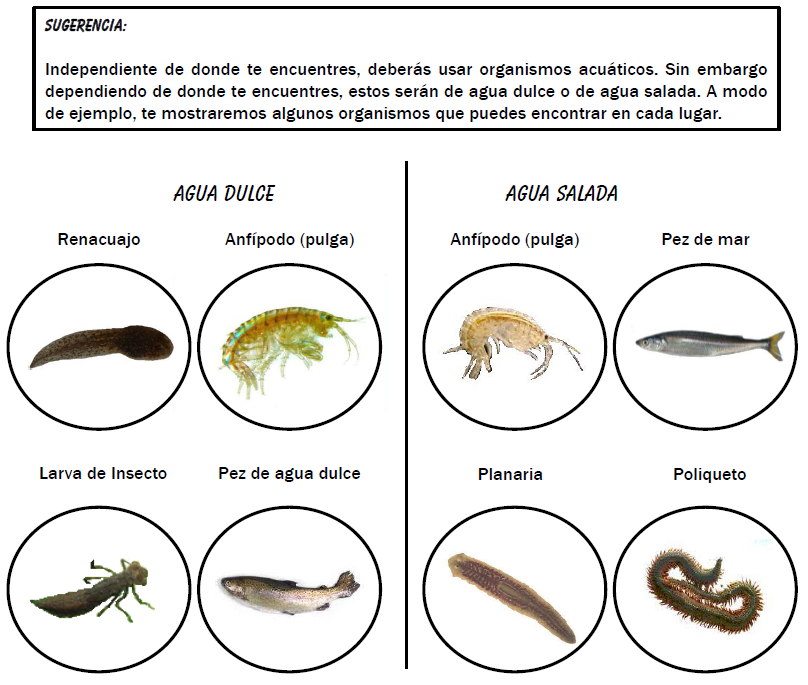 SUGERENCIA:
Independiente de donde te encuentres, deberás usar organismos acuáticos. Sin embargo
dependiendo de donde te encuentres, estos serán de agua dulce o de agua salada. A modo
de ejemplo, te mostraremos algunos organismos que puedes encontrar en cada lugar.
AGUA DULCE
AGUA SALADA
Renacuajo
Anfípodo (pulga)
Anfípodo (pulga)
Pez de mar
Larva de Insecto
Pez de agua dulce
Planaria
Poliqueto